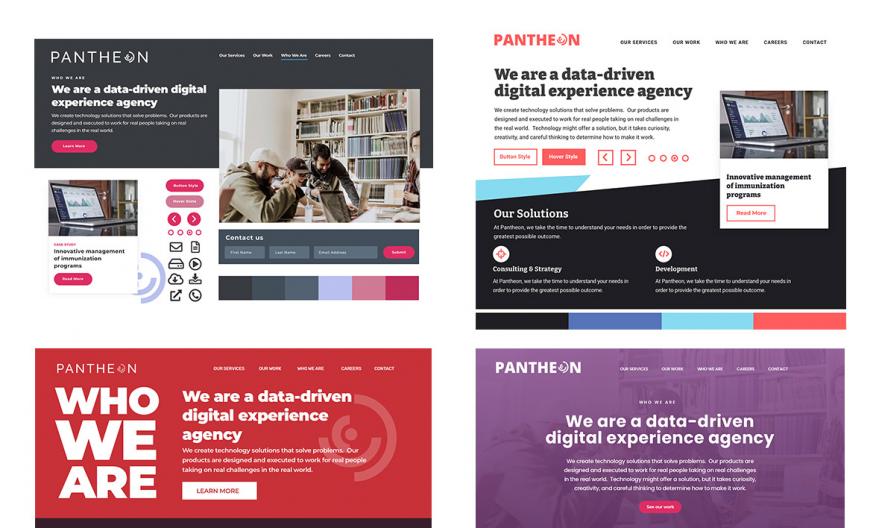 PANTHEON
Our Services Our Work Who We Are Careers Contact
WHO WE ARE
We are a data-driven digital
experience agency
We create technology solutions that solve problems. Our products are
designed and executed to work for real people taking on real
challenges in the real world.
Learn More
CASE STUDY
Innovative management
of immunization
programs
Read More
Button Style
Hover State
Contact us
First Name Last Name Email Address Submit
PANTHEON
OUR SERVICES OUR WORK WHO WE ARE CAREERS CONTACT
We are a data-driven
digital experience agency
We create technology solutions that solve problems. Our products are
designed and executed to work for real people taking on real challenges in
the real world. Technology might offer a solution, but it takes curiosity,
creativity, and careful thinking to determine how to make it work.
Button Style Hover Style
Innovative management
of immunization
programs
Read More
Our Solutions
At Pantheon, we take the time to understand your needs in order to provide the
greatest possible outcome.
Consulting & Strategy
At Pantheon, we take the time to understand your needs in
order to provide the greatest possible outcome.
Development
At Pantheon, we take the time to understand your needs in
order to provide the greatest possible outcome.
PANTHEON
OUR SERVICES OUR WORK WHO WE ARE CAREERS CONTACT
WHO
WE
ARE
We are a data-driven
digital experience
agency
We create technology solutions that solve problems. Our
products are designed and executed to work for real people
taking on real challenges in the real world.
LEARN MORE
PANTHEON
OUR SERVICES OUR WORK WHO WE ARE CAREERS CONTACT
WHO WE ARE
We are a data-driven
digital experience agency
We create technology solutions that solve problems. Our products are
designed and executed to work for real people taking on real challenges
in the real world. Technology might offer a solution, but it takes
curiosity, creativity, and careful thinking to determine how to make it work.
See our work